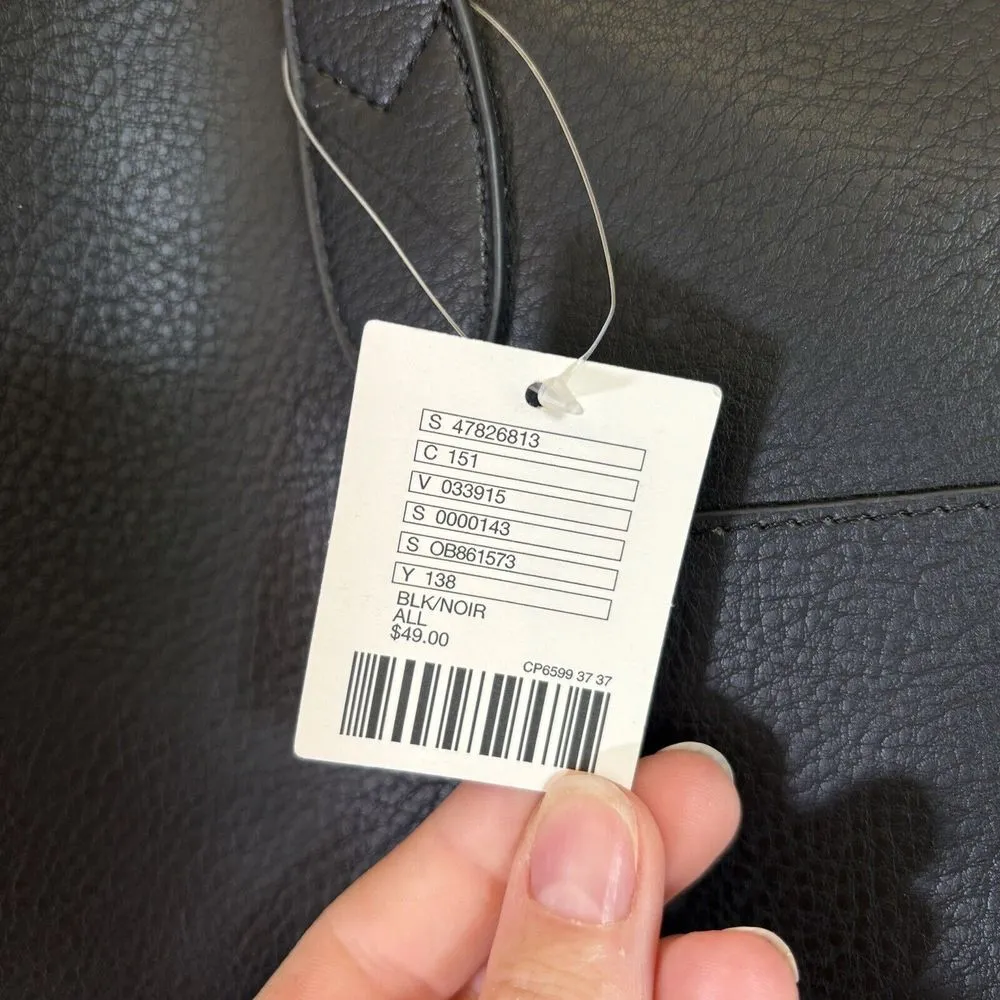 S 47826813
C 151
V 033915
S 0000143
S OB861573
Y 138
BLK/NOIR
ALL
$49.00
CP6599 37 37